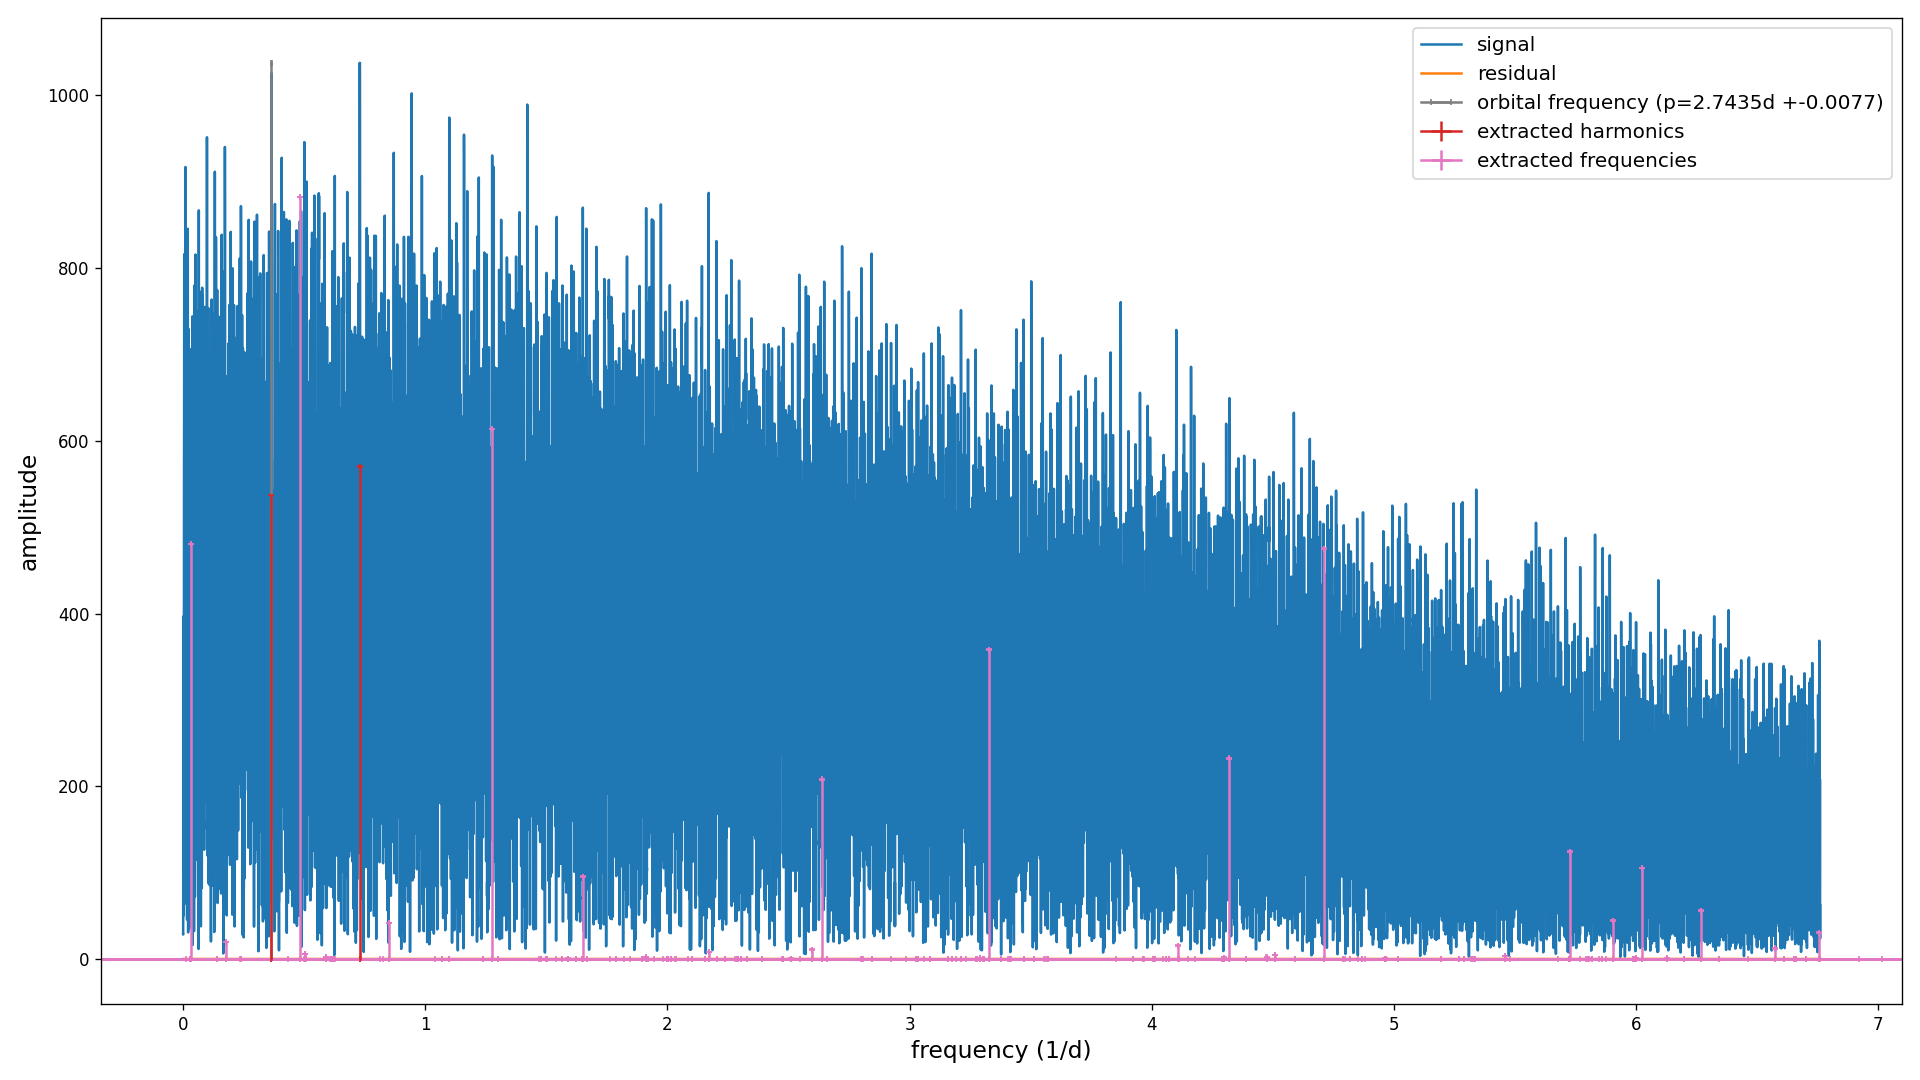 signal
residual
orbital frequency (p=2.7435d +-0.0077)
extracted harmonics
extracted frequencies
amplitude
1000
800
600
400
200
0
0 1 2 3 4 5 6 7
frequency (1/d)